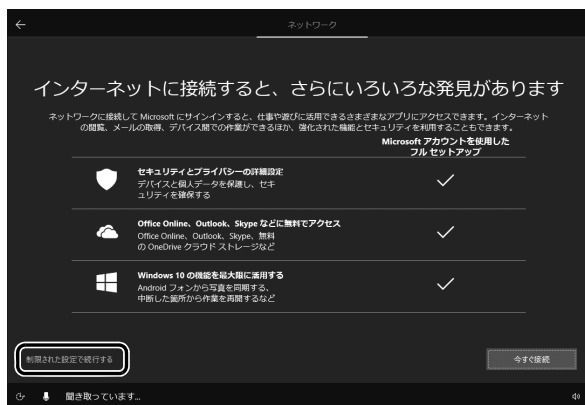 ネットワーク
インターネットに接続すると、さらにいろいろな発見があります
ネットワークに接続して Microsoft にサインインすると、仕事や遊びに活用できるさまざまなアプリにアクセスできます。インターネット
の閲覧、メールの取得、デバイス間での作業ができるほか、強化された機能とセキュリティを利用することもできます。
Microsoft アカウントを使用した
フル セットアップ
セキュリティとプライバシーの詳細設定
デバイスと個人データを保護し、セキ
ュリティを確保する
Office Online、Outlook、Skype などに無料でアクセス
Office Online、Outlook、Skype、無料
の OneDrive クラウド ストレージなど
Windows 10 の機能を最大限に活用する
Android フォンから写真を同期する、
中断した箇所から作業を再開するなど
制限された設定で続行する
今すぐ接続
聞き取っています...